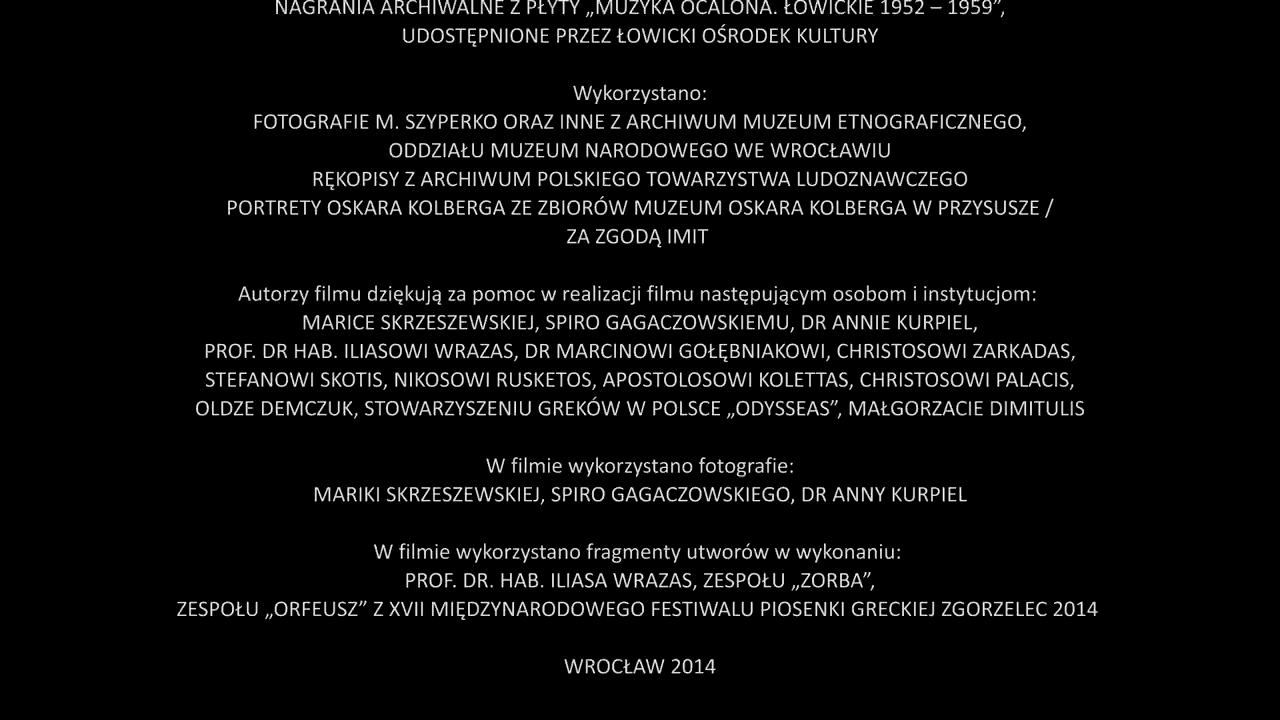 NAGRANIA ARCHIWALNE Z PŁYTY „MUZYKA OCALONA. ŁOWICKIE 1952 – 1959”,
UDOSTĘPNIONE PRZEZ ŁOWICKI OŚRODEK KULTURY
Wykorzystano:
FOTOGRAFIE M. SZYPERKO ORAZ INNE Z ARCHIWUM MUZEUM ETNOGRAFICZNEGO,
ODDZIAŁU MUZEUM NARODOWEGO WE WROCŁAWIU
RĘKOPISY Z ARCHIWUM POLSKIEGO TOWARZYSTWA LUDOZNAWCZEGO
PORTRETY OSKARA KOLBERGA ZE ZBIORÓW MUZEUM OSKARA KOLBERGA W PRZYSUSZE /
ZA ZGODĄ IMIT
Autorzy filmu dziękują za pomoc w realizacji filmu następującym osobom i instytucjom:
MARICE SKRZESZEWSKIEJ, SPIRO GAGACZOWSKIEMU, DR ANNIE KURPIEL,
PROF. DR HAB. ILIASOWI WRAZAS, DR MARCINOWI GOŁĘBNIAKOWI, CHRISTOSOWI ZARKADAS,
STEFANOWI SKOTIS, NIKOSOWI RUSKETOS, APOSTOLOSOWI KOLETTAS, CHRISTOSOWI PALACIS,
OLDZE DEMCZUK, STOWARZYSZENIU GREKÓW W POLSCE „ODYSSEAS”, MAŁGORZACIE DIMITULIS
W filmie wykorzystano fotografie:
MARIKI SKRZESZEWSKIEJ, SPIRO GAGACZOWSKIEGO, DR ANNY KURPIEL
W filmie wykorzystano fragmenty utworów w wykonaniu:
PROF. DR. HAB. ILIASA WRAZAS, ZESPOŁU „ZORBA”,
ZESPOŁU „ORFEUSZ” Z XVII MIĘDZYNARODOWEGO FESTIWALU PIOSENKI GRECKIEJ ZGORZELEC 2014
WROCŁAW 2014